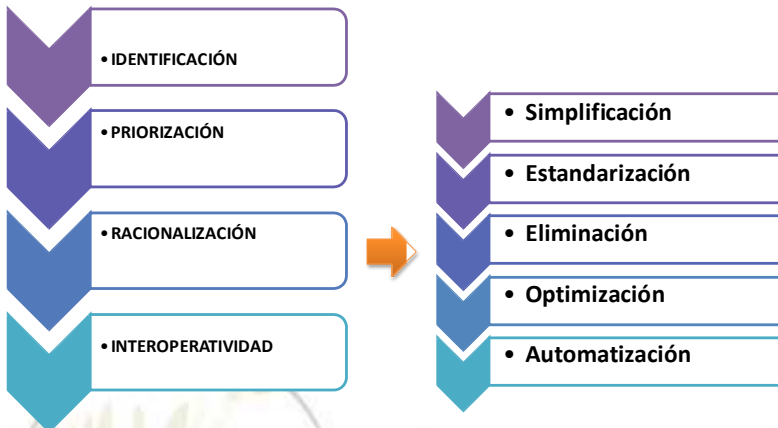 • IDENTIFICACIÓN
• PRIORIZACIÓN
• RACIONALIZACIÓN
• INTEROPERATIVIDAD
• Simplificación
• Estandarización
• Eliminación
• Optimización
• Automatización